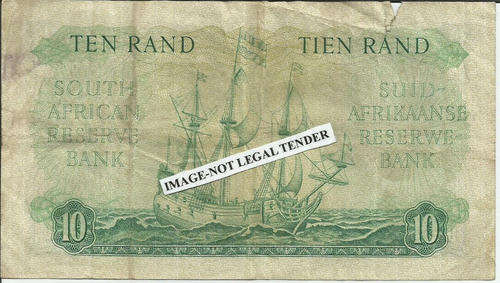 TEN RAND
TIEN RAND
SOUTH
AFRICAN
RESERVE
BANK
SUID-
AFRIKAANSE
RESERWE-
BANK
IMAGE-NOT LEGAL TENDER
10
10